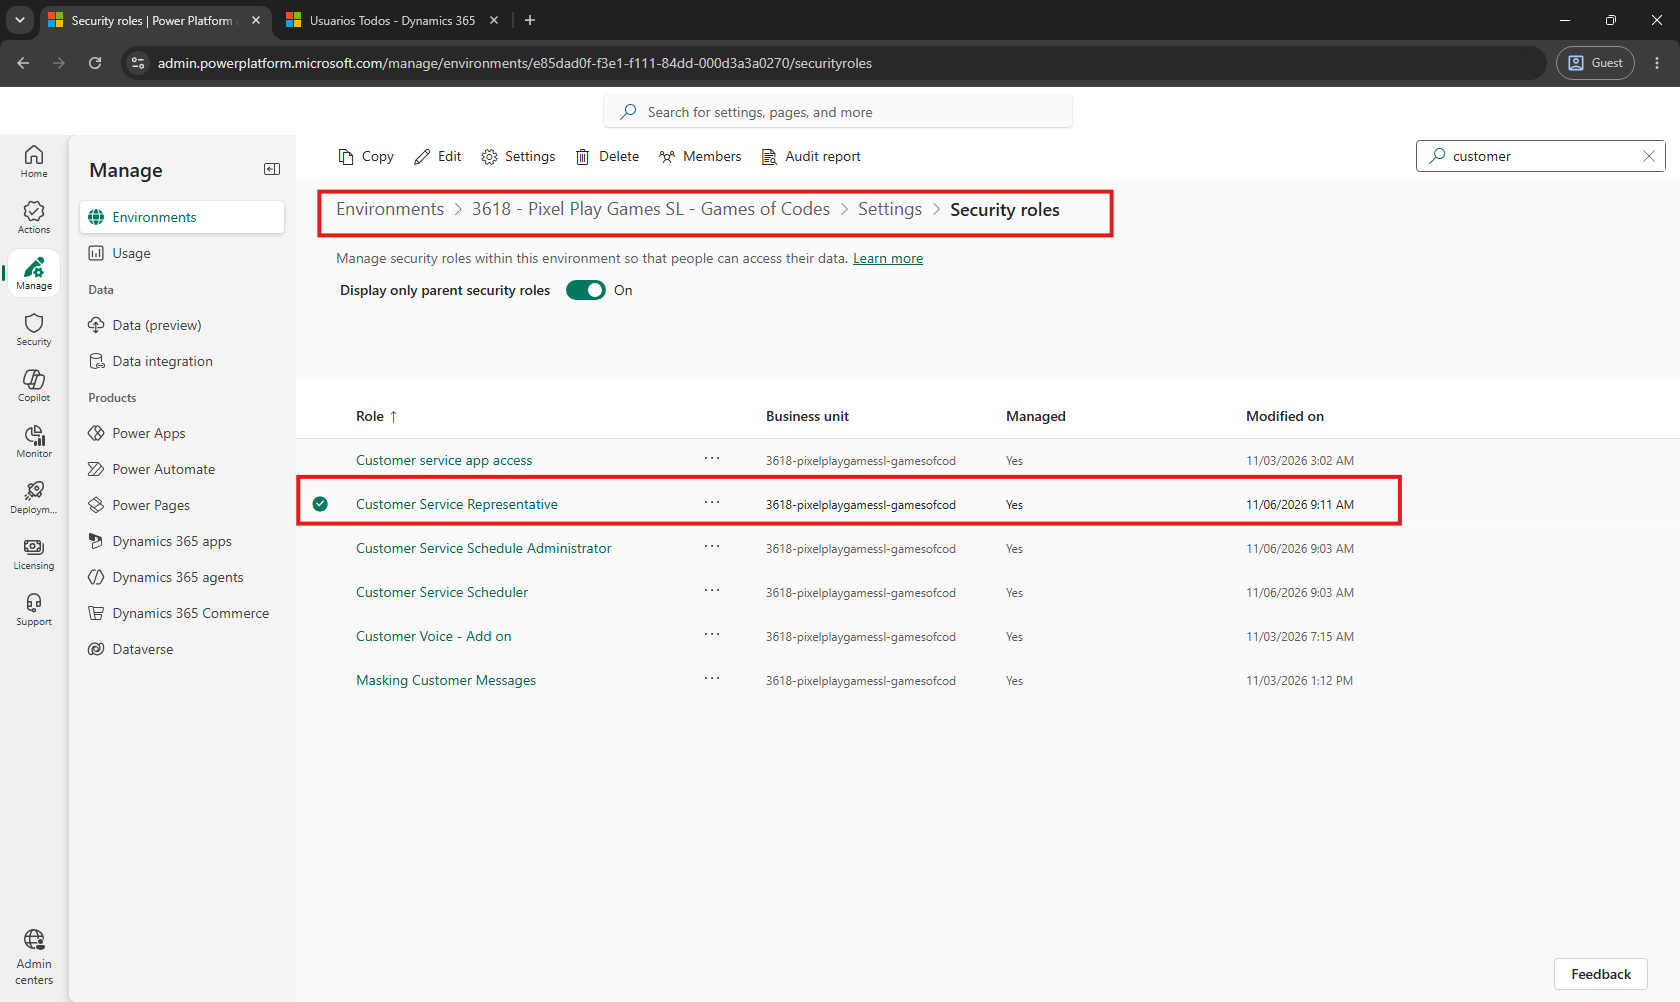 Security roles | Power Platform
Usuarios Todos - Dynamics 365
admin.powerplatform.microsoft.com/manage/environments/e85dad0f-f3e1-f111-84dd-000d3a3a0270/securityroles
Guest
Search for settings, pages, and more
Home
Actions
Manage
Security
Copilot
Monitor
Deploym...
Licensing
Support
Admin
centers
Manage
Environments
Usage
Data
Data (preview)
Data integration
Products
Power Apps
Power Automate
Power Pages
Dynamics 365 apps
Dynamics 365 agents
Dynamics 365 Commerce
Dataverse
Copy Edit Settings Delete Members Audit report
customer
Environments > 3618 - Pixel Play Games SL - Games of Codes > Settings > Security roles
Manage security roles within this environment so that people can access their data. Learn more
Display only parent security roles On
Role ↑ Business unit Managed Modified on
Customer service app access ... 3618-pixelplaygamessl-gamesofcod Yes 11/03/2026 3:02 AM
Customer Service Representative ... 3618-pixelplaygamessl-gamesofcod Yes 11/06/2026 9:11 AM
Customer Service Schedule Administrator ... 3618-pixelplaygamessl-gamesofcod Yes 11/06/2026 9:03 AM
Customer Service Scheduler ... 3618-pixelplaygamessl-gamesofcod Yes 11/06/2026 9:03 AM
Customer Voice - Add on ... 3618-pixelplaygamessl-gamesofcod Yes 11/03/2026 7:15 AM
Masking Customer Messages ... 3618-pixelplaygamessl-gamesofcod Yes 11/03/2026 1:12 PM
Feedback